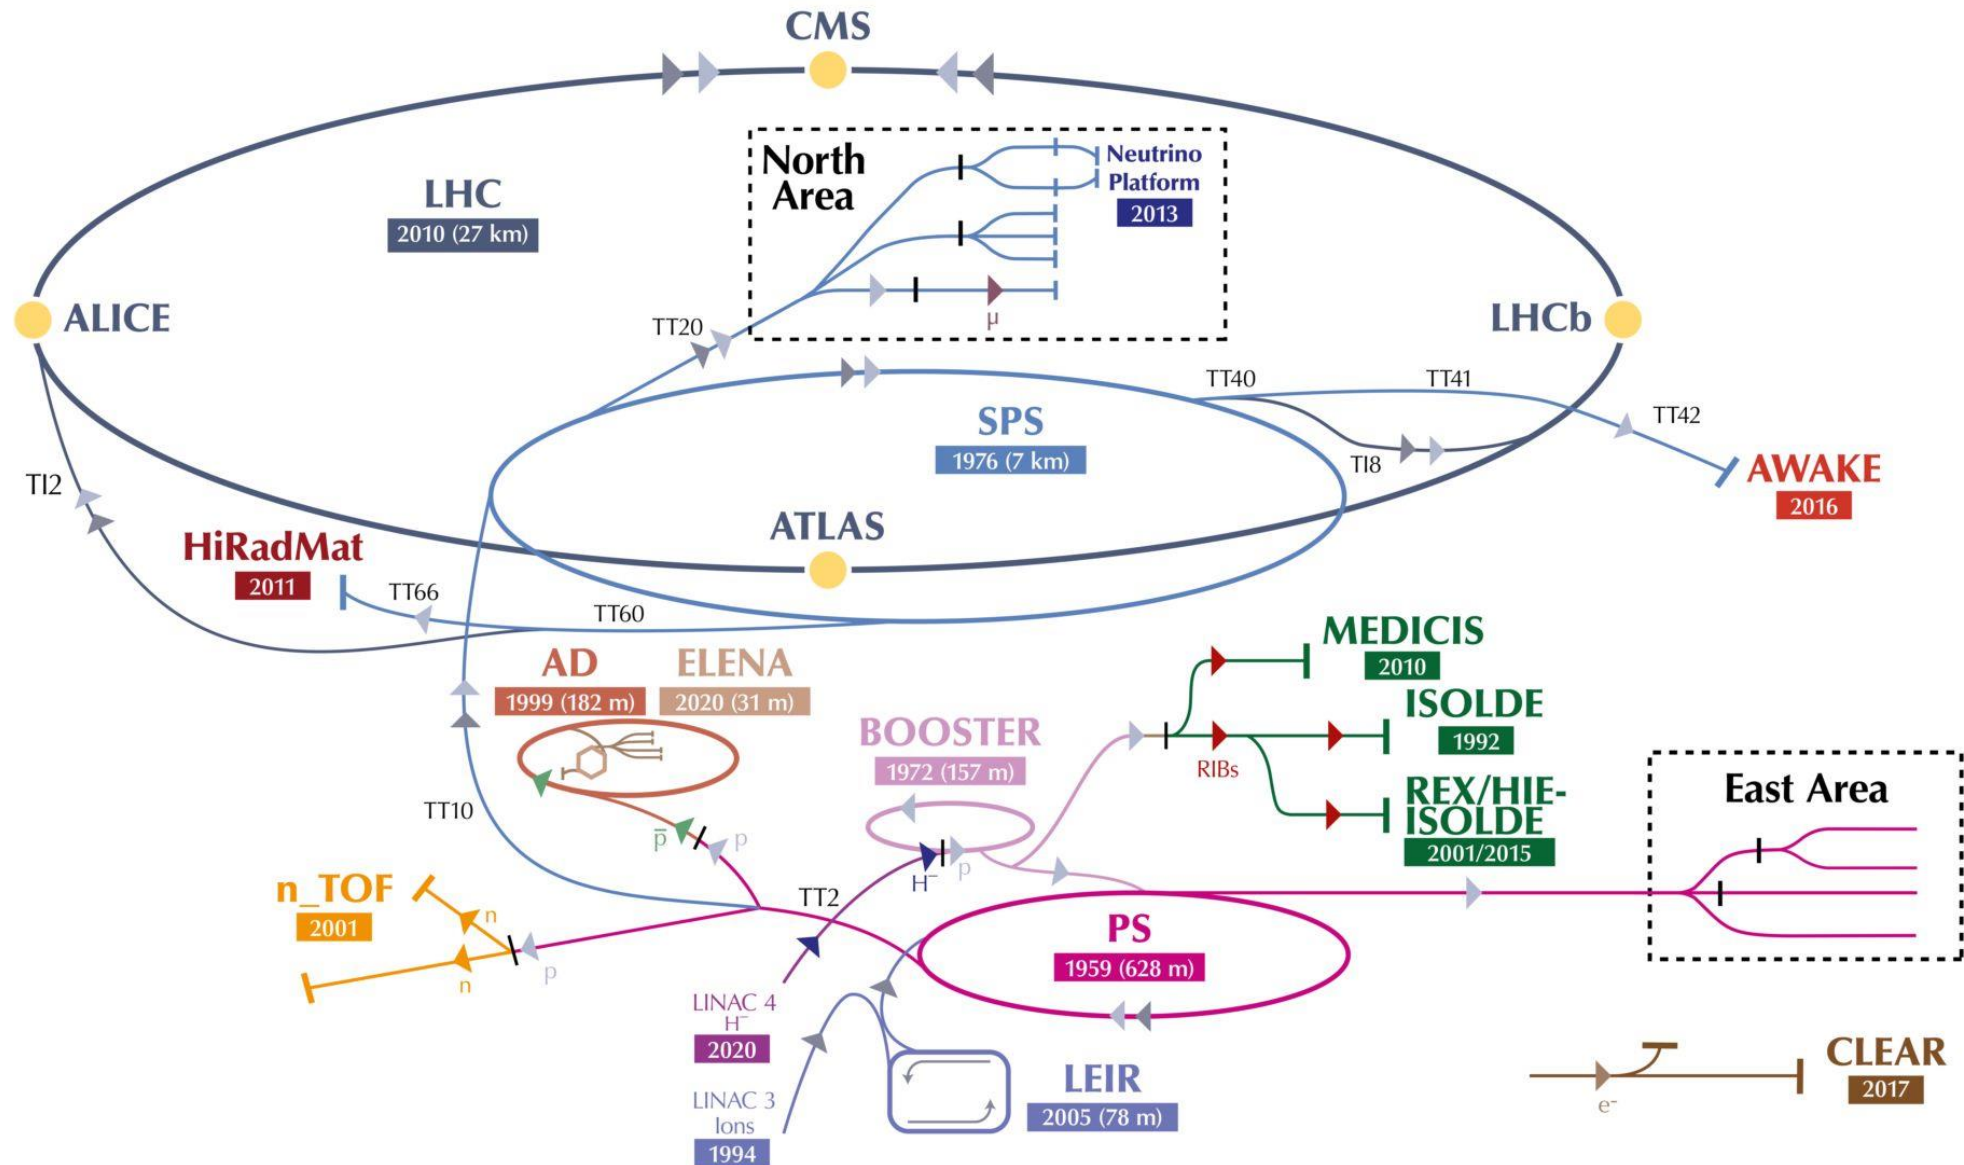 CMS
LHC
2010 (27 km)
North
Area
Neutrino
Platform
2013
μ
ALICE
LHCb
TT20
TT40
TT41
TT42
SPS
1976 (7 km)
TI8
AWAKE
2016
TI2
ATLAS
HiRadMat
2011
TT66
TT60
AD
1999 (182 m)
ELENA
2020 (31 m)
MEDICIS
2010
ISOLDE
1992
RIBs
REX/HIE-
ISOLDE
2001/2015
BOOSTER
1972 (157 m)
East Area
TT10
p̅
p
H⁻
p
TT2
n_TOF
2001
n
n
p
PS
1959 (628 m)
LINAC 4
H⁻
2020
LINAC 3
Ions
1994
LEIR
2005 (78 m)
e⁻
CLEAR
2017